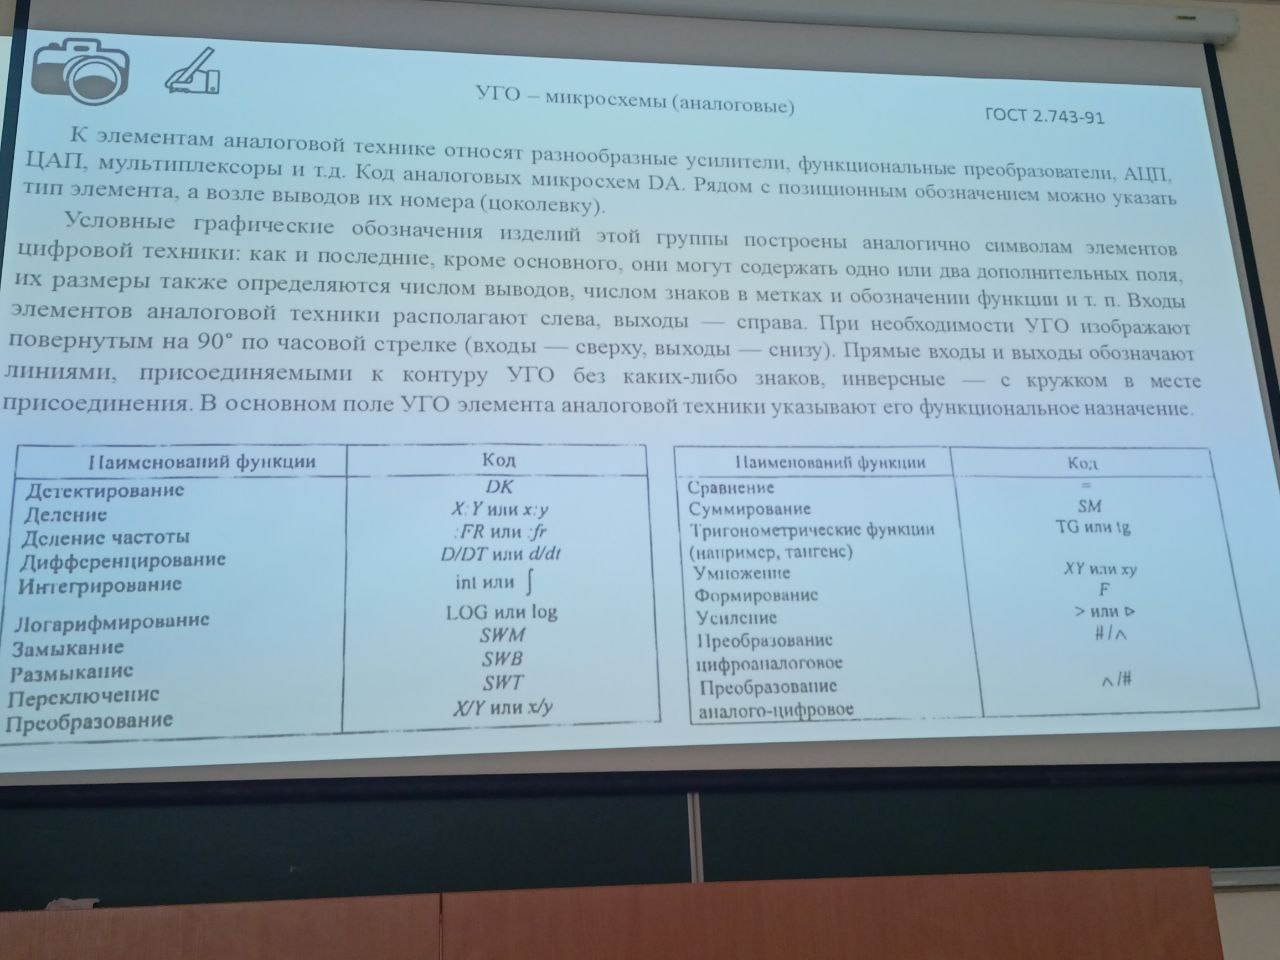 УГО – микросхемы (аналоговые)
ГОСТ 2.743-91
К элементам аналоговой технике относят разнообразные усилители, функциональные преобразователи, АЦП,
ЦАП, мультиплексоры и т.д. Код аналоговых микросхем DA. Рядом с позиционным обозначением можно указать
тип элемента, а возле выводов их номера (цоколевку).
Условные графические обозначения изделий этой группы построены аналогично символам элементов
цифровой техники: как и последние, кроме основного, они могут содержать одно или два дополнительных поля,
их размеры также определяются числом выводов, числом знаков в метках и обозначении функции и т. п. Входы
элементов аналоговой техники располагают слева, выходы — справа. При необходимости УГО изображают
повернутым на 90° по часовой стрелке (входы — сверху, выходы — снизу). Прямые входы и выходы обозначают
линиями, присоединяемыми к контуру УГО без каких-либо знаков, инверсные — с кружком в месте
присоединения. В основном поле УГО элемента аналоговой техники указывают его функциональное назначение.
Наименований функции Код
Детектирование DK
Деление X:Y или x:y
Деление частоты :FR или :fr
Дифференцирование D/DT или d/dt
Интегрирование int или ∫
Логарифмирование LOG или log
Замыкание SWM
Размыкание SWB
Переключение SWT
Преобразование X/Y или x/y
Наименований функции Код
Сравнение =
Суммирование SM
Тригонометрические функции TG или tg
(например, тангенс)
Умножение XY или xy
Формирование F
Усиление > или ▷
Преобразование #/∧
цифроаналоговое
Преобразование ∧/#
аналого-цифровое